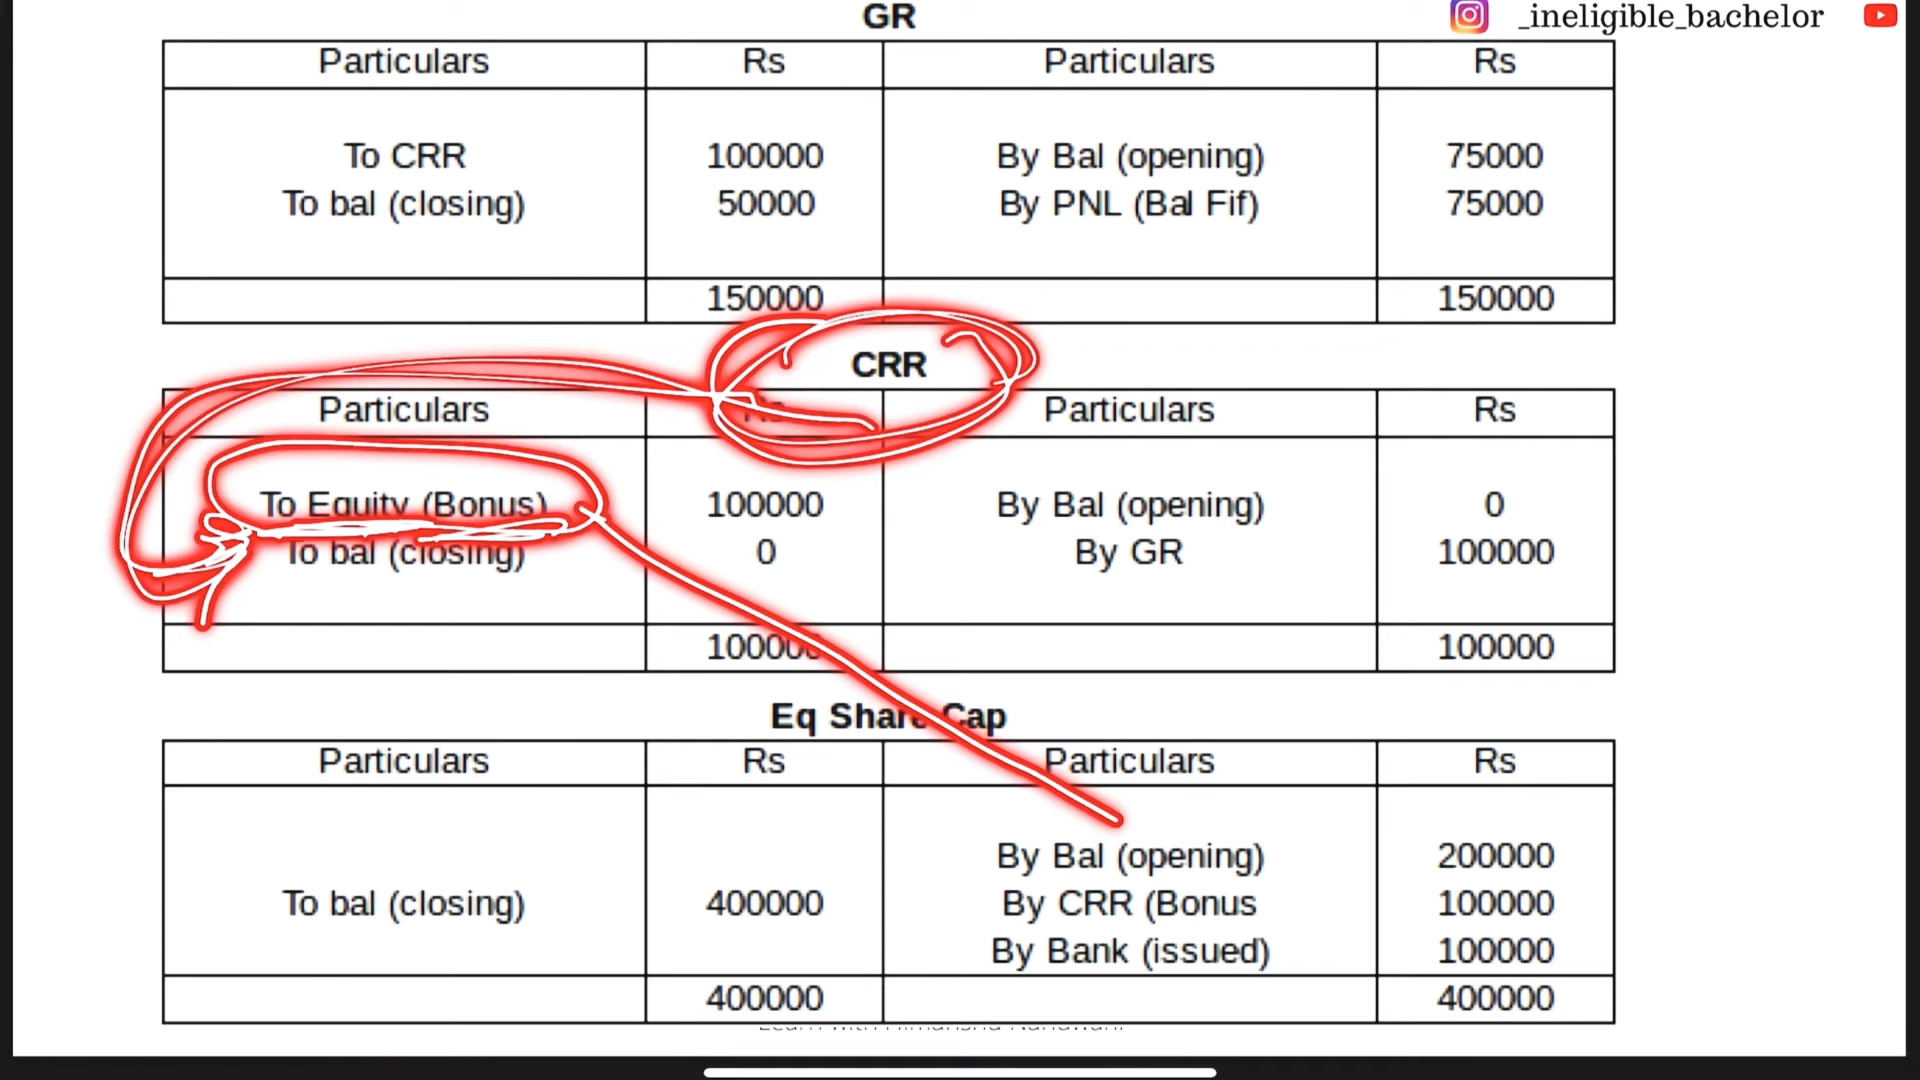 GR
_ineligible_bachelor
Particulars Rs Particulars Rs
To CRR 100000 By Bal (opening) 75000
To bal (closing) 50000 By PNL (Bal Fif) 75000
150000 150000
CRR
Particulars Rs Particulars Rs
To Equity (Bonus) 100000 By Bal (opening) 0
To bal (closing) 0 By GR 100000
100000 100000
Eq Share Cap
Particulars Rs Particulars Rs
By Bal (opening) 200000
To bal (closing) 400000 By CRR (Bonus 100000
By Bank (issued) 100000
400000 400000